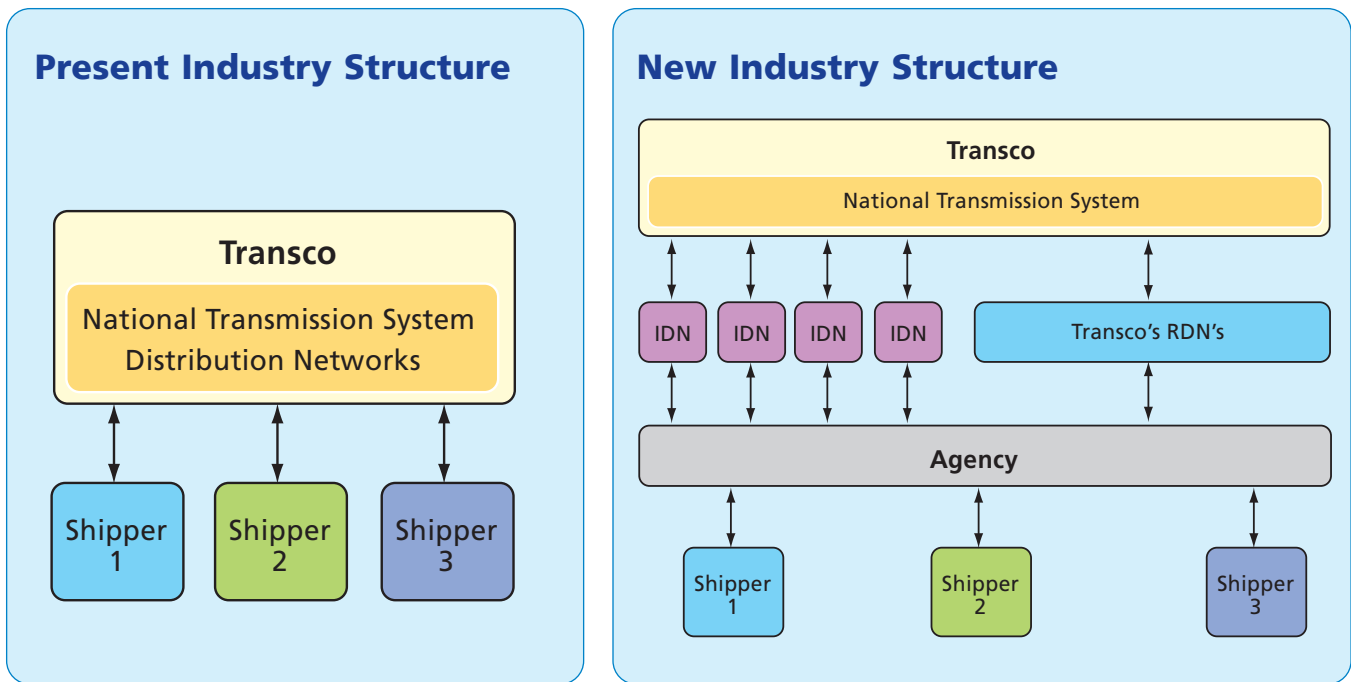 Present Industry Structure
Transco
National Transmission System
Distribution Networks
Shipper
1
Shipper
2
Shipper
3
New Industry Structure
Transco
National Transmission System
IDN
IDN
IDN
IDN
Transco’s RDN’s
Agency
Shipper
1
Shipper
2
Shipper
3